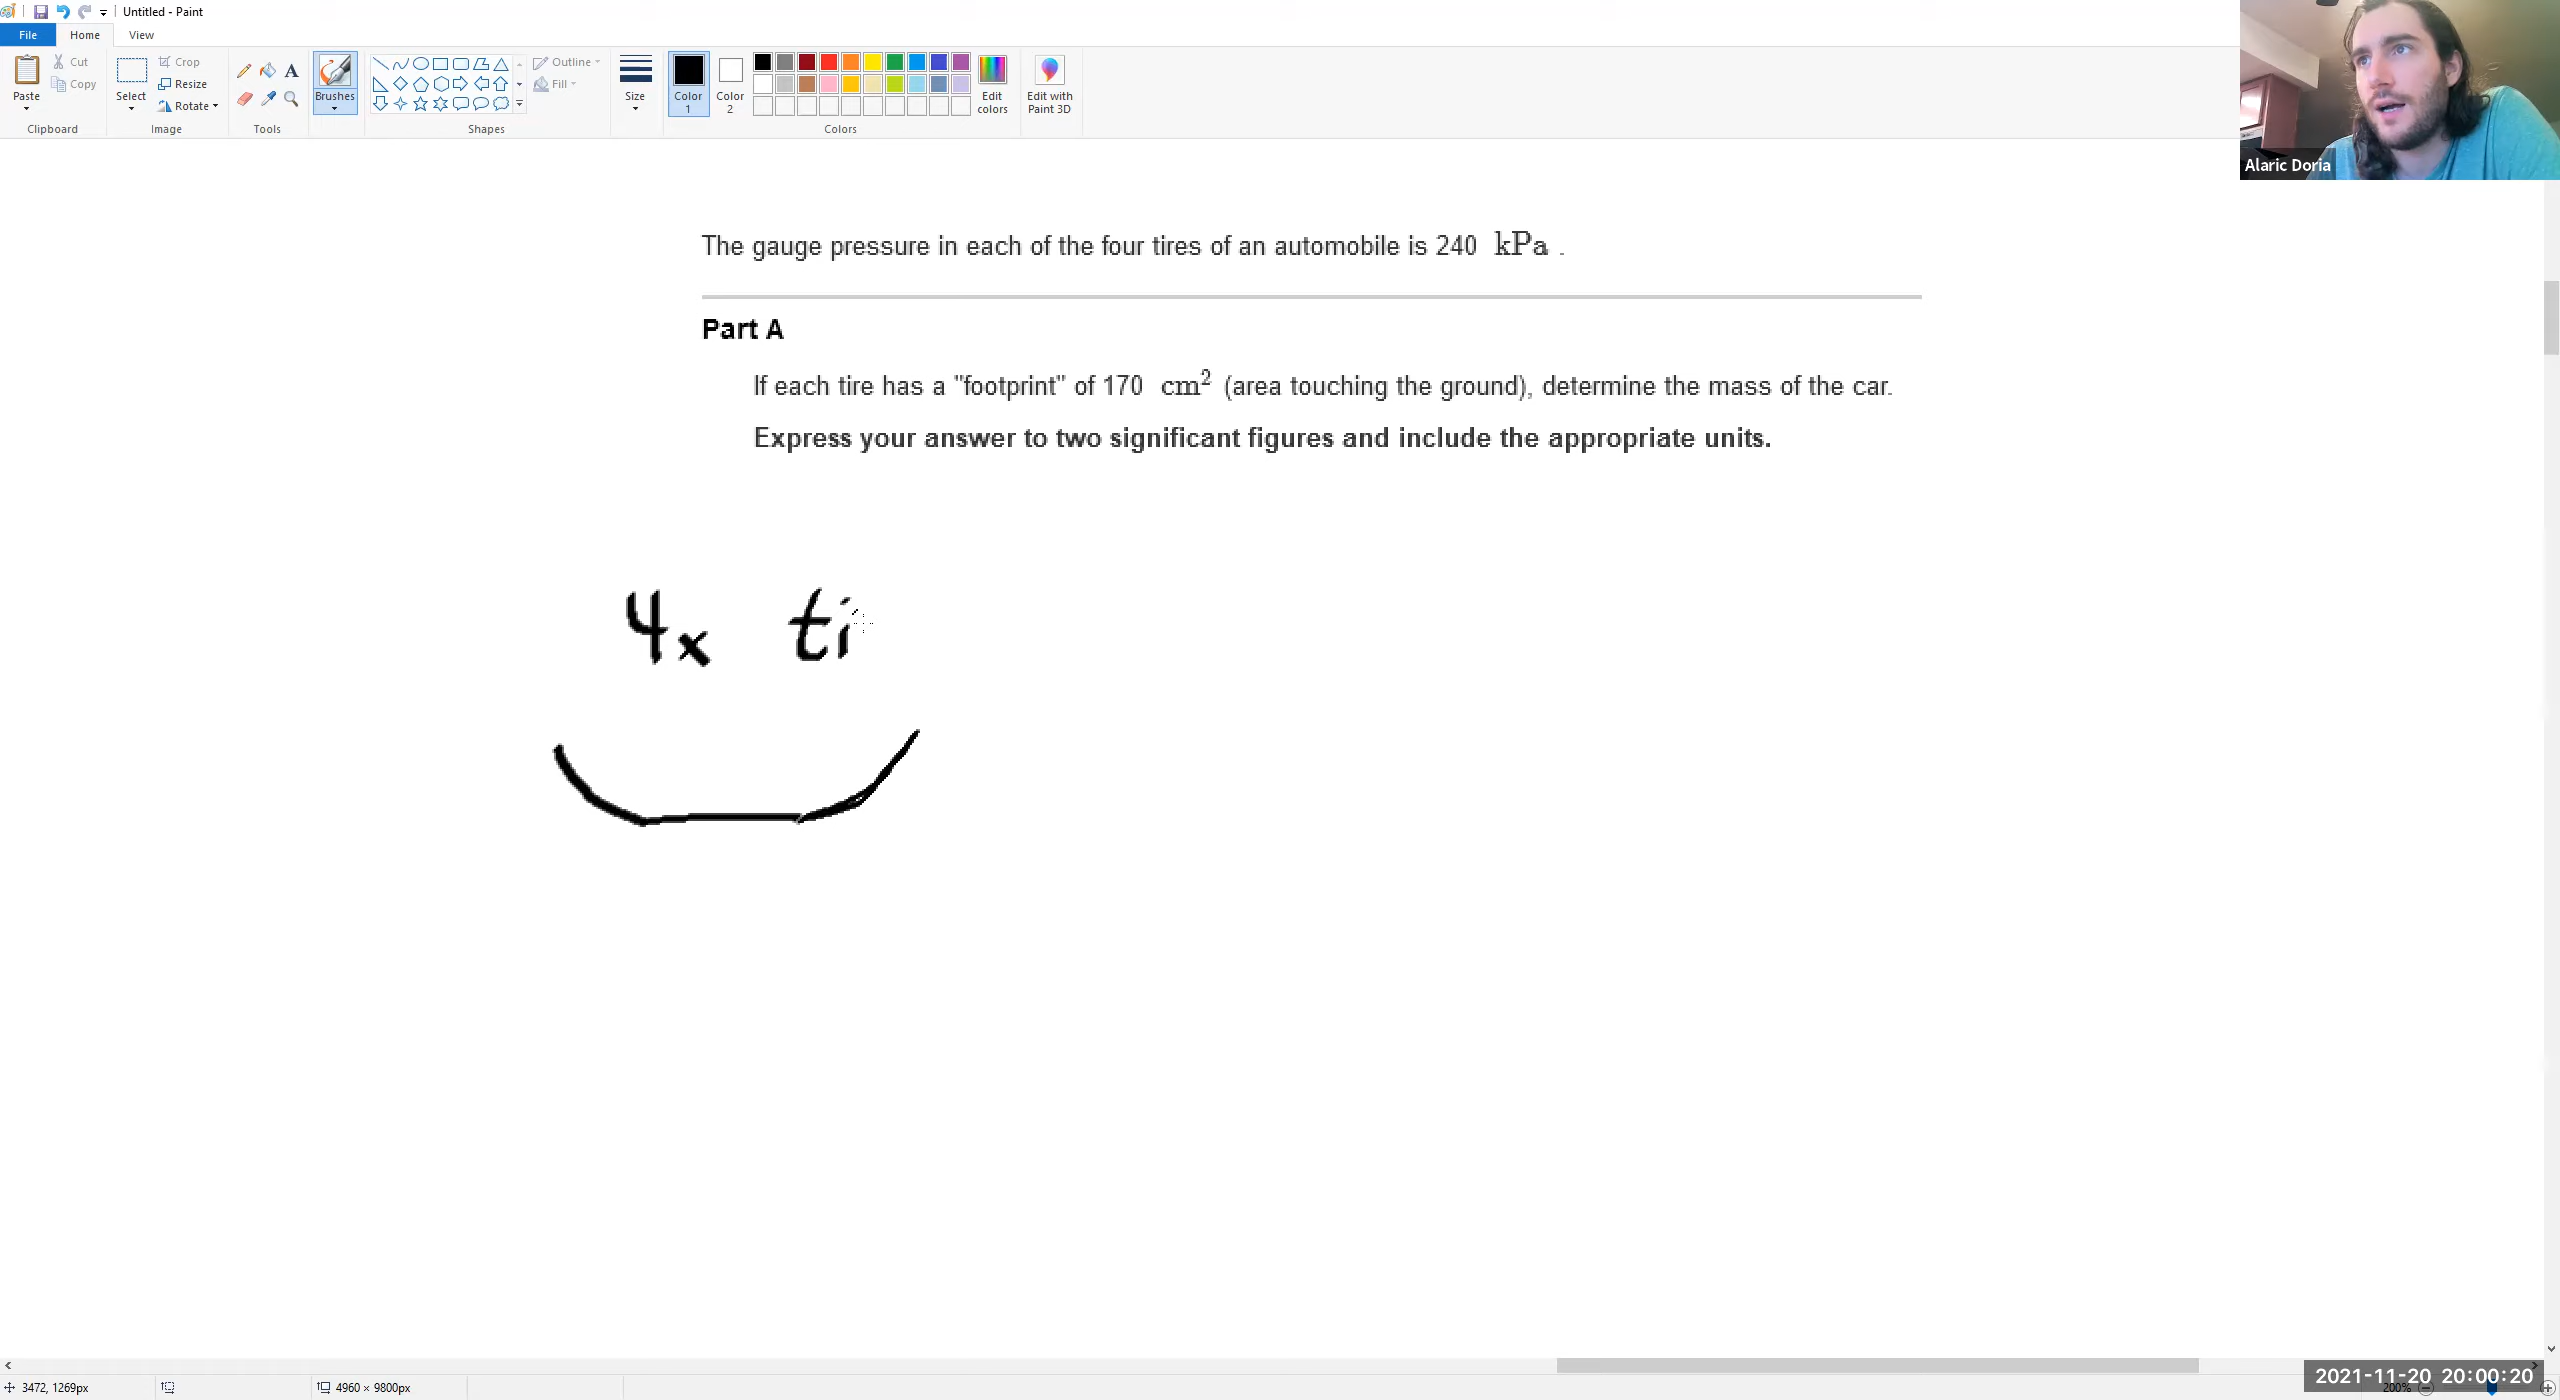 Untitled - Paint
File Home View
Paste
Cut
Copy
Clipboard
Select
Crop
Resize
Rotate
Image
Tools
Brushes
Shapes
Outline
Fill
Size
Color 1
Color 2
Colors
Edit colors
Edit with Paint 3D
Alaric Doria
The gauge pressure in each of the four tires of an automobile is 240 kPa .
Part A
If each tire has a "footprint" of 170 cm² (area touching the ground), determine the mass of the car.
Express your answer to two significant figures and include the appropriate units.
4x ti
3472, 1269px
4960 × 9800px
200%
2021-11-20 20:00:20